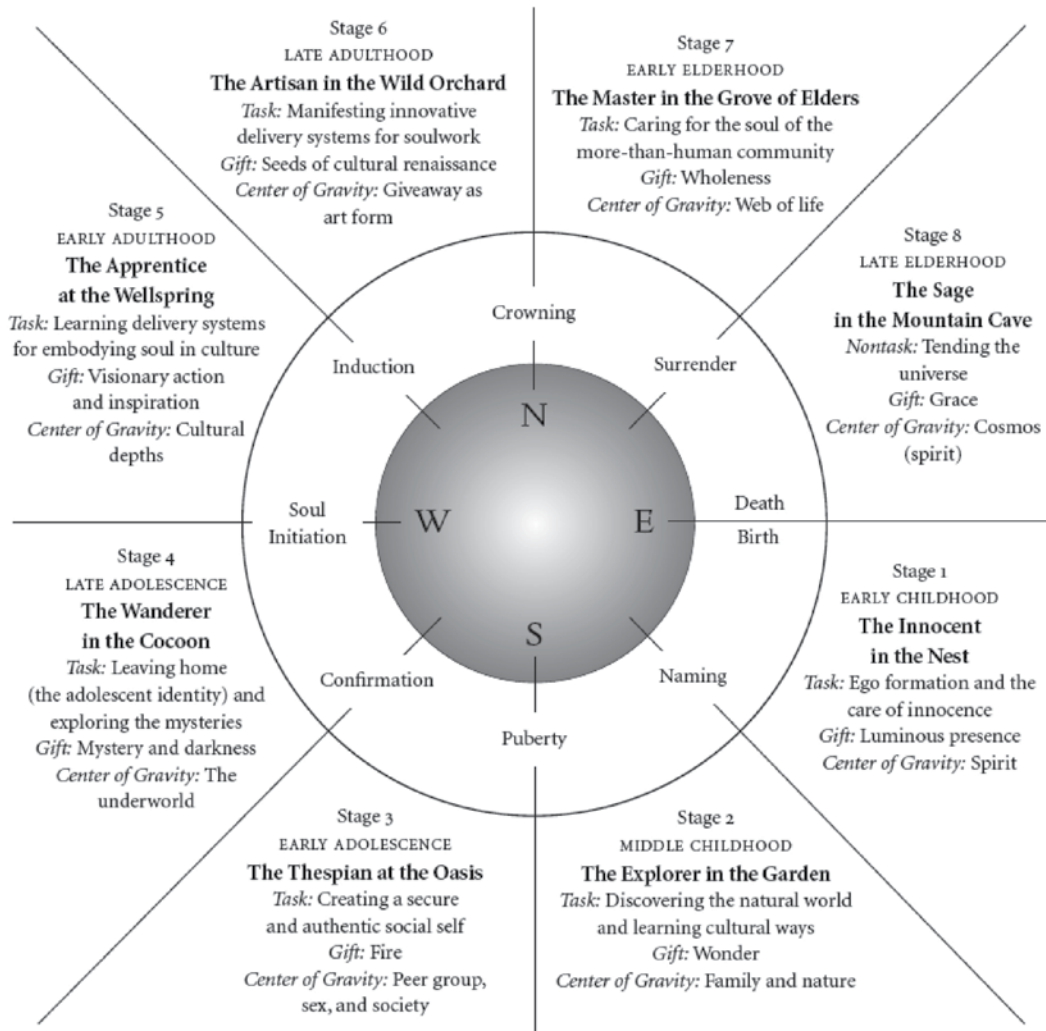 Stage 6
LATE ADULTHOOD
The Artisan in the Wild Orchard
Task: Manifesting innovative
delivery systems for soulwork
Gift: Seeds of cultural renaissance
Center of Gravity: Giveaway as
art form
Stage 7
EARLY ELDERHOOD
The Master in the Grove of Elders
Task: Caring for the soul of the
more-than-human community
Gift: Wholeness
Center of Gravity: Web of life
Stage 5
EARLY ADULTHOOD
The Apprentice
at the Wellspring
Task: Learning delivery systems
for embodying soul in culture
Gift: Visionary action
and inspiration
Center of Gravity: Cultural
depths
Stage 8
LATE ELDERHOOD
The Sage
in the Mountain Cave
Nontask: Tending the
universe
Gift: Grace
Center of Gravity: Cosmos
(spirit)
Crowning
Induction
Surrender
N
Soul
Initiation
W
E
Death
Birth
S
Confirmation
Naming
Puberty
Stage 4
LATE ADOLESCENCE
The Wanderer
in the Cocoon
Task: Leaving home
(the adolescent identity) and
exploring the mysteries
Gift: Mystery and darkness
Center of Gravity: The
underworld
Stage 1
EARLY CHILDHOOD
The Innocent
in the Nest
Task: Ego formation and the
care of innocence
Gift: Luminous presence
Center of Gravity: Spirit
Stage 3
EARLY ADOLESCENCE
The Thespian at the Oasis
Task: Creating a secure
and authentic social self
Gift: Fire
Center of Gravity: Peer group,
sex, and society
Stage 2
MIDDLE CHILDHOOD
The Explorer in the Garden
Task: Discovering the natural world
and learning cultural ways
Gift: Wonder
Center of Gravity: Family and nature